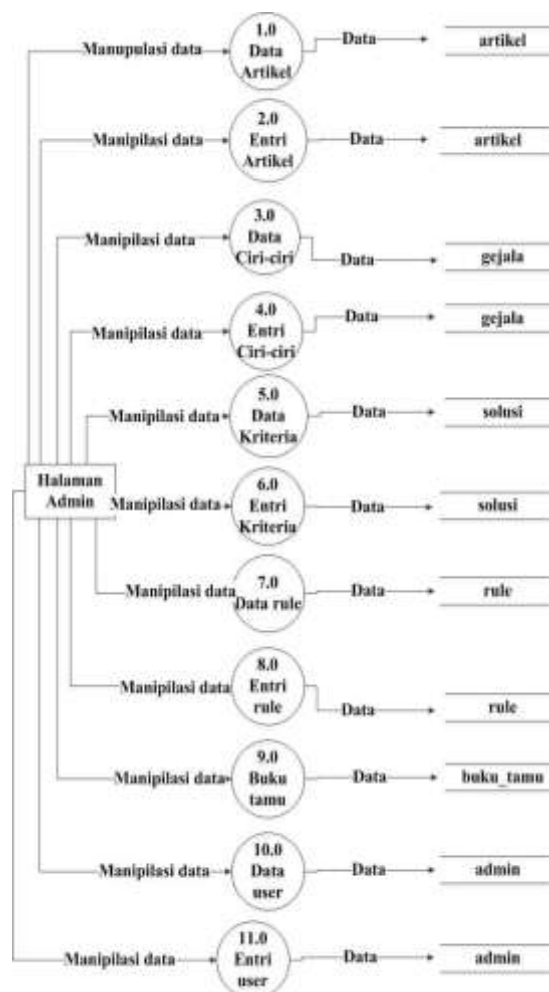 1.0
Data
Artikel
Manupulasi data
Data
artikel
2.0
Entri
Artikel
Manipilasi data
Data
artikel
3.0
Data
Ciri-ciri
Manipilasi data
Data
gejala
4.0
Entri
Ciri-ciri
Manipilasi data
Data
gejala
5.0
Data
Kriteria
Manipilasi data
Data
solusi
Halaman
Admin
6.0
Entri
Kriteria
Manipilasi data
Data
solusi
7.0
Data rule
Manipilasi data
Data
rule
8.0
Entri
rule
Manipilasi data
Data
rule
9.0
Buku
tamu
Manipilasi data
Data
buku_tamu
10.0
Data
user
Manipilasi data
Data
admin
11.0
Entri
user
Manipilasi data
Data
admin